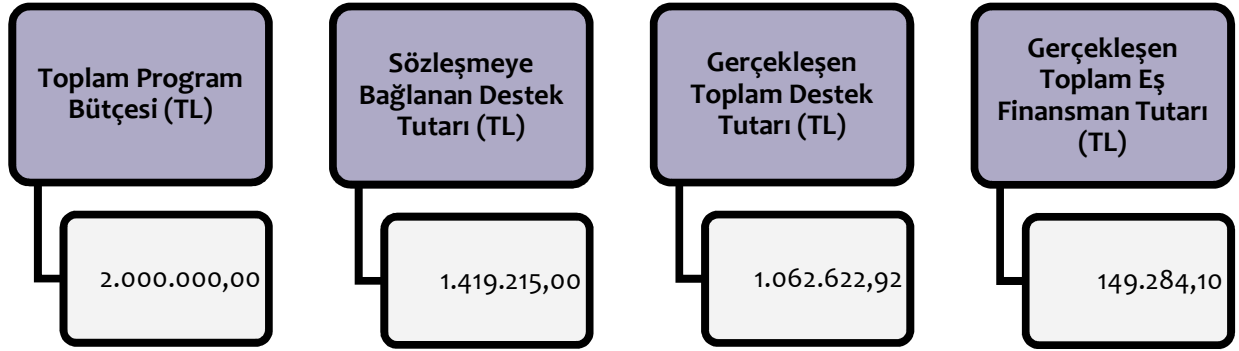 Toplam Program
Bütçesi (TL)
2.000.000,00
Sözleşmeye
Bağlanan Destek
Tutarı (TL)
1.419.215,00
Gerçekleşen
Toplam Destek
Tutarı (TL)
1.062.622,92
Gerçekleşen
Toplam Eş
Finansman Tutarı
(TL)
149.284,10